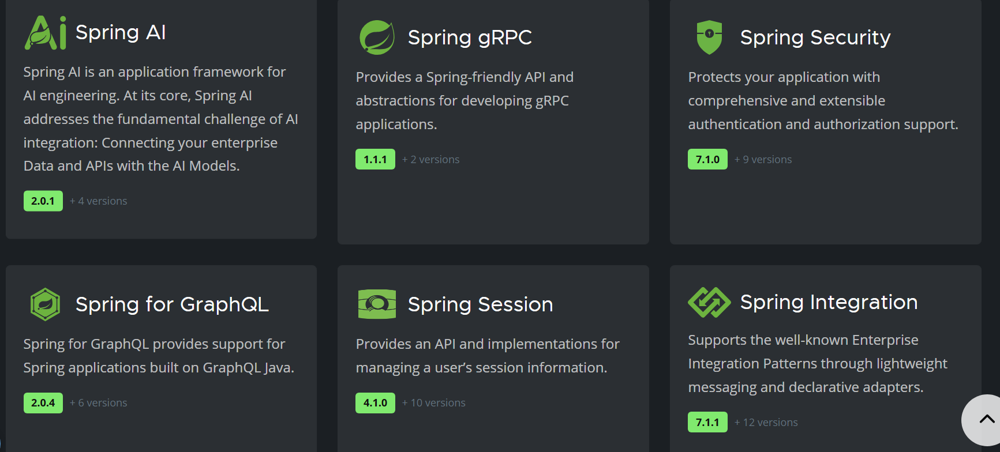 Ai Spring AI
Spring AI is an application framework for
AI engineering. At its core, Spring AI
addresses the fundamental challenge of AI
integration: Connecting your enterprise
Data and APIs with the AI Models.
2.0.1 + 4 versions
Spring gRPC
Provides a Spring-friendly API and
abstractions for developing gRPC
applications.
1.1.1 + 2 versions
Spring Security
Protects your application with
comprehensive and extensible
authentication and authorization support.
7.1.0 + 9 versions
Spring for GraphQL
Spring for GraphQL provides support for
Spring applications built on GraphQL Java.
2.0.4 + 6 versions
Spring Session
Provides an API and implementations for
managing a user’s session information.
4.1.0 + 10 versions
Spring Integration
Supports the well-known Enterprise
Integration Patterns through lightweight
messaging and declarative adapters.
7.1.1 + 12 versions